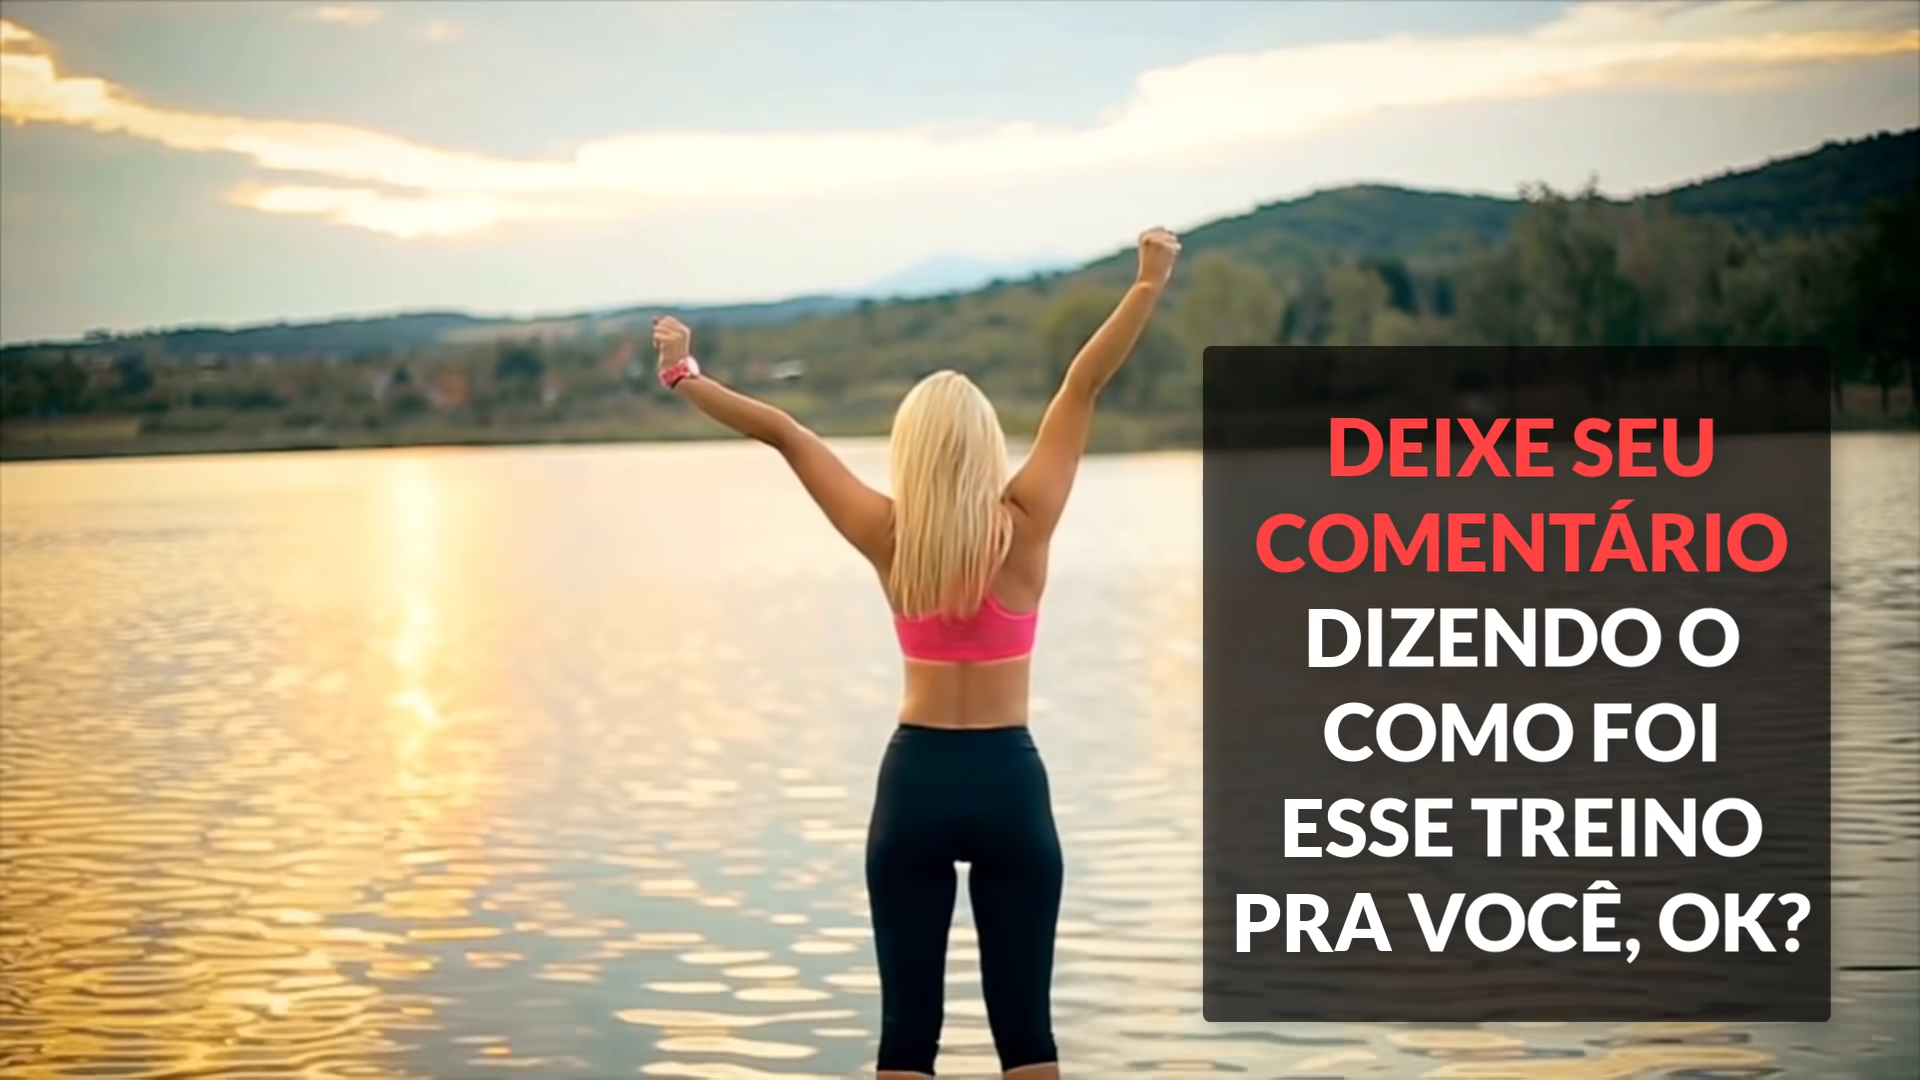 DEIXE SEU
COMENTÁRIO
DIZENDO O
COMO FOI
ESSE TREINO
PRA VOCÊ, OK?